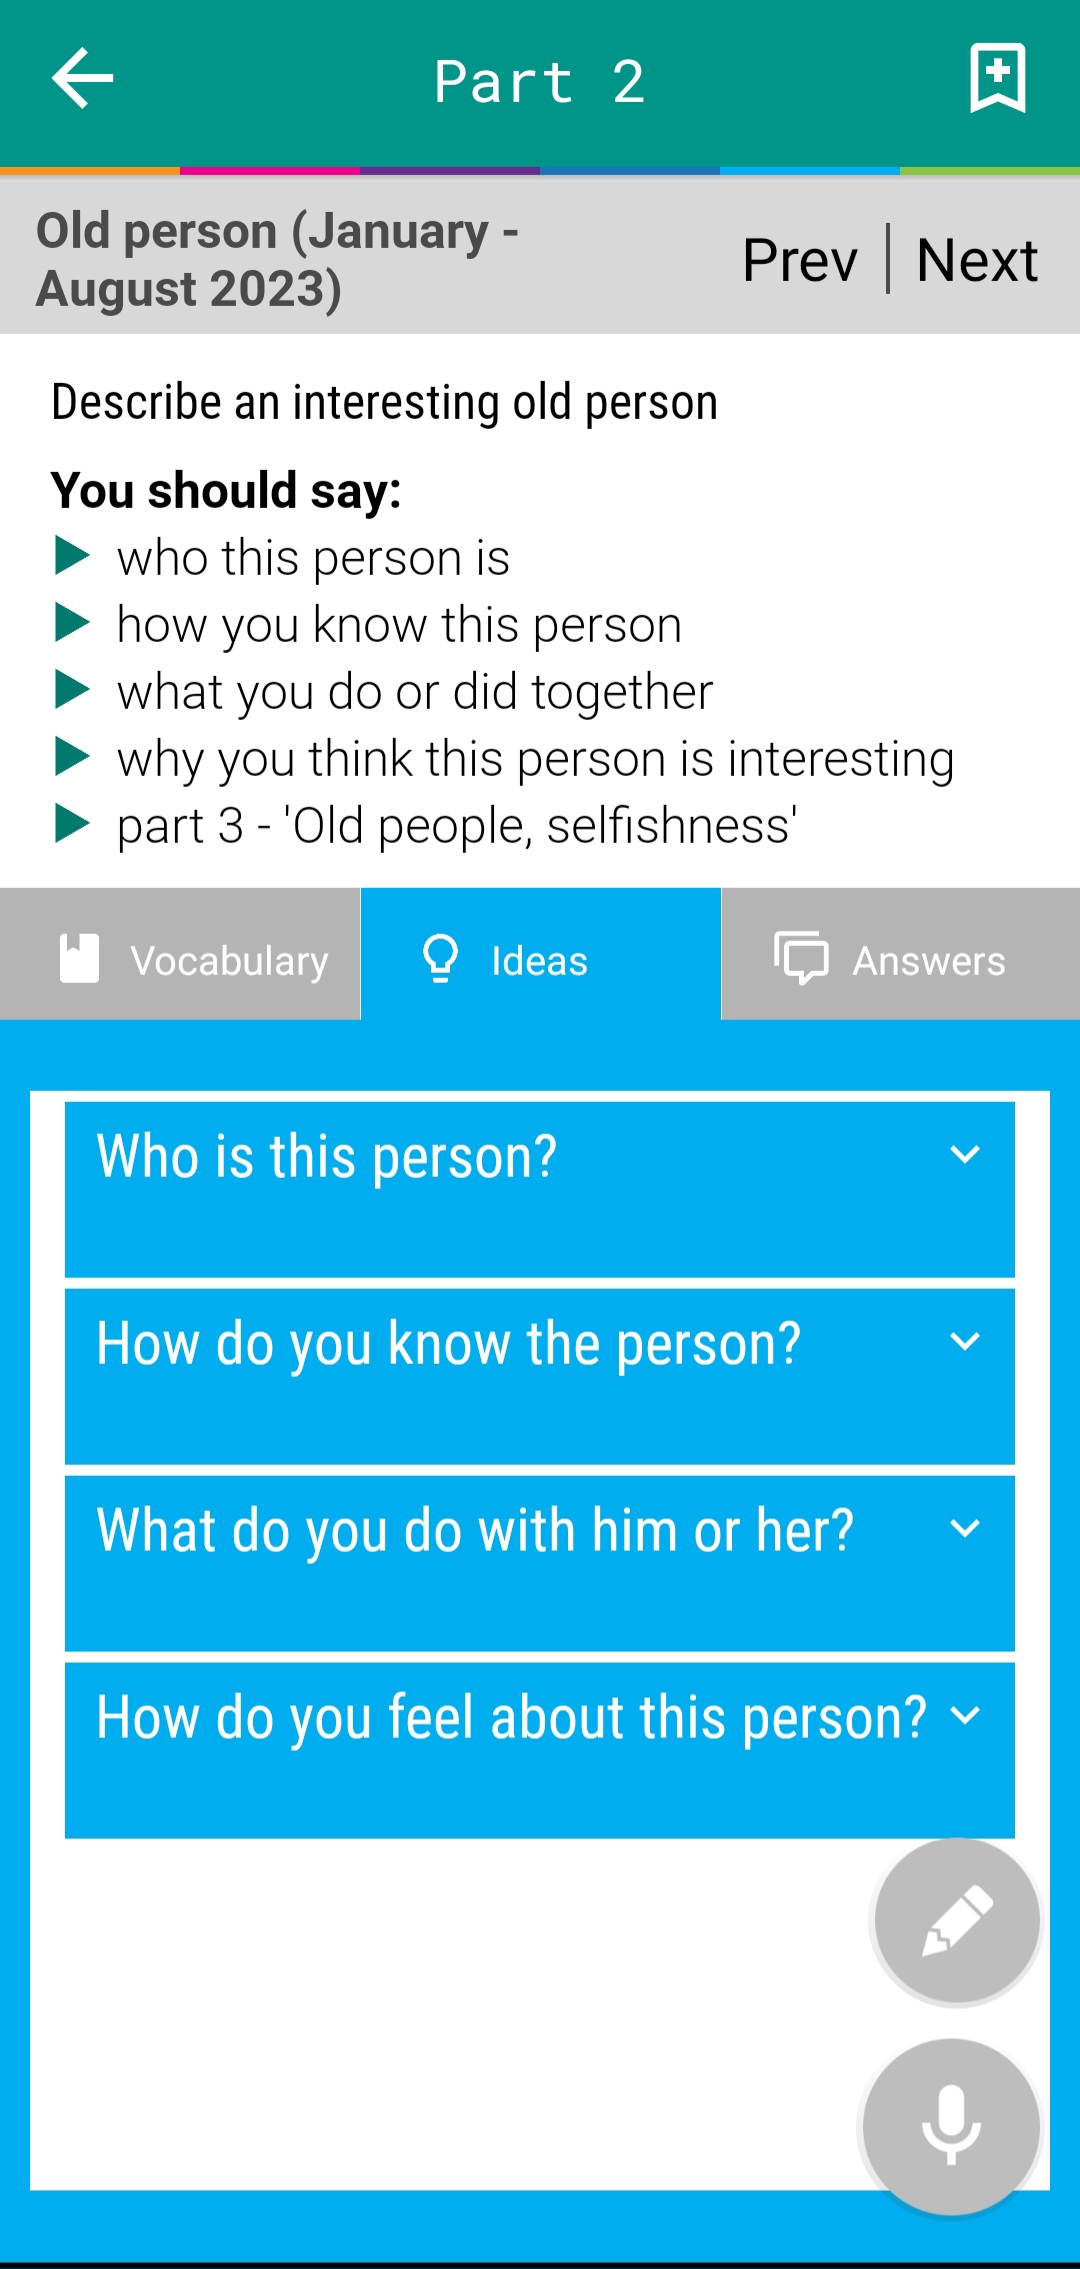 Part 2
Old person (January -
August 2023)
Prev | Next
Describe an interesting old person
You should say:
who this person is
how you know this person
what you do or did together
why you think this person is interesting
part 3 - 'Old people, selfishness'
Vocabulary
Ideas
Answers
Who is this person?
How do you know the person?
What do you do with him or her?
How do you feel about this person?